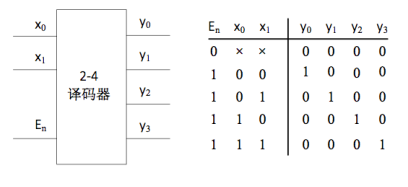 x₀
x₁
Eₙ
2-4
译码器
y₀
y₁
y₂
y₃
Eₙ x₀ x₁ y₀ y₁ y₂ y₃
0 × × 0 0 0 0
1 0 0 1 0 0 0
1 0 1 0 1 0 0
1 1 0 0 0 1 0
1 1 1 0 0 0 1